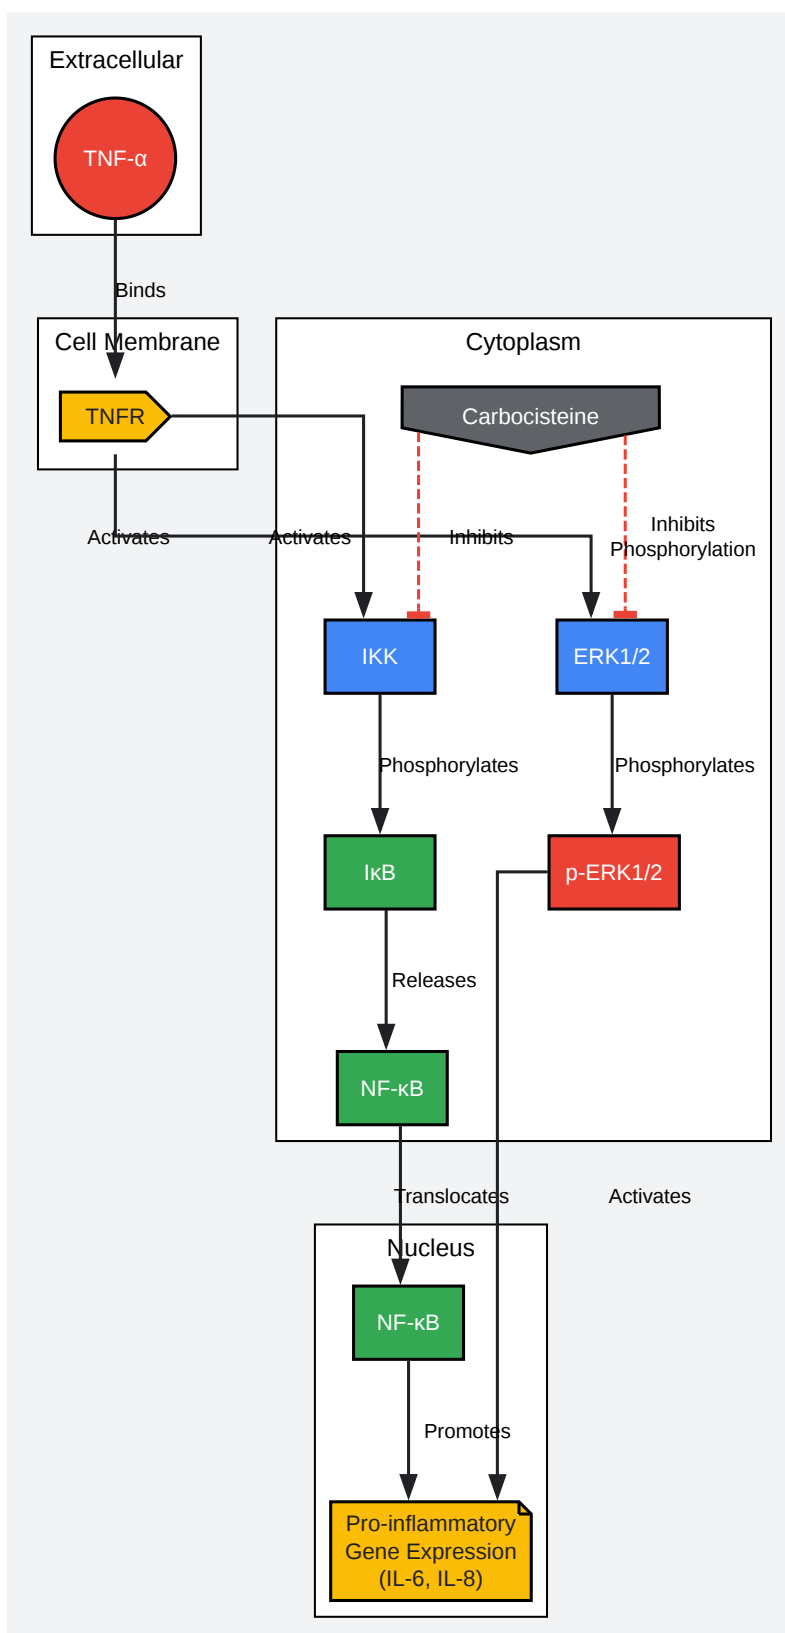 Extracellular
TNF-α
Binds
Cell Membrane
TNFR
Cytoplasm
Carbocisteine
Activates
Activates
Inhibits
Inhibits
Phosphorylation
IKK
ERK1/2
Phosphorylates
Phosphorylates
IκB
p-ERK1/2
Releases
NF-κB
Translocates
Activates
Nucleus
NF-κB
Promotes
Pro-inflammatory
Gene Expression
(IL-6, IL-8)